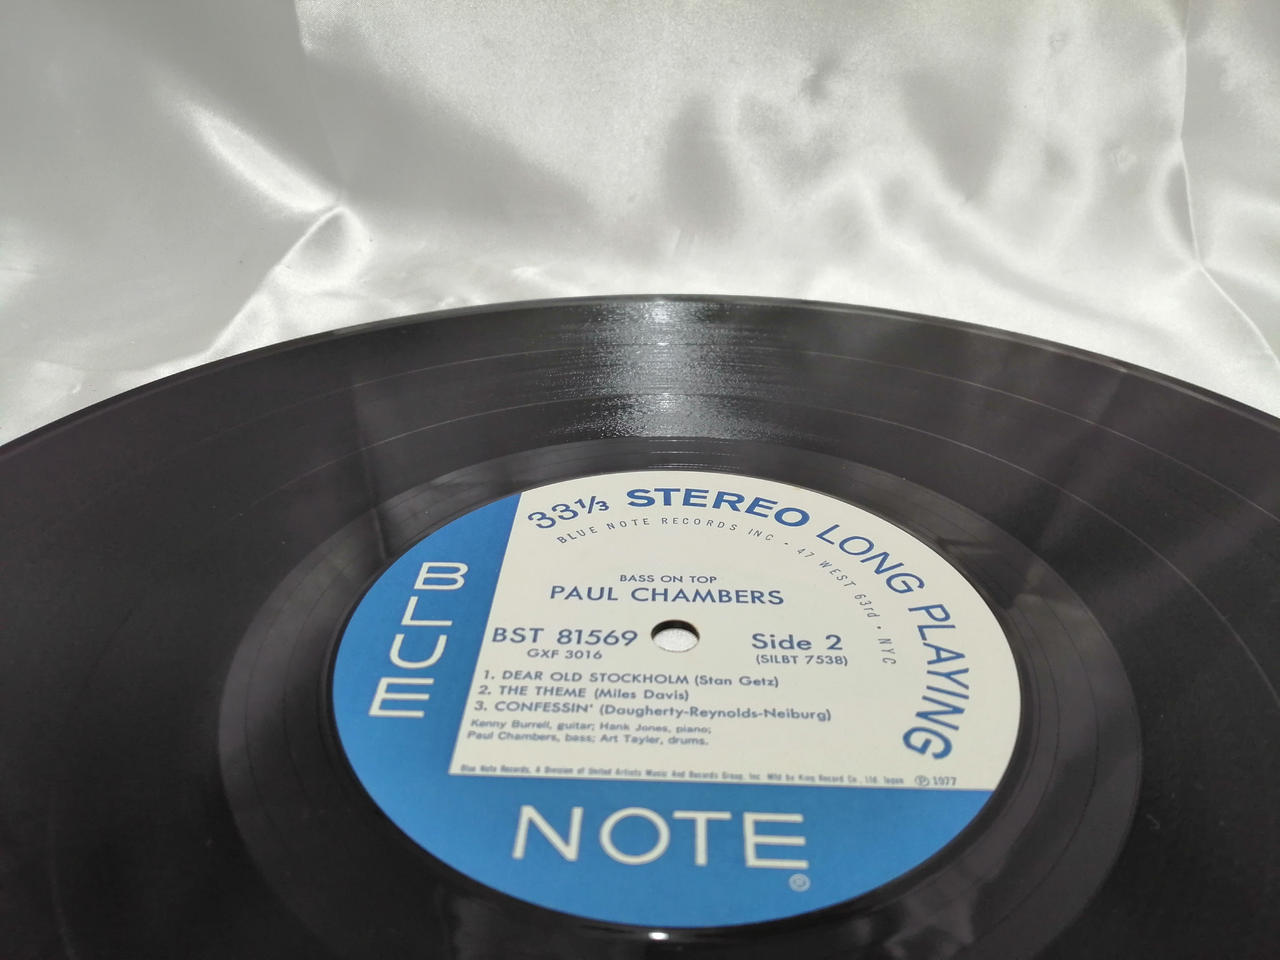 33⅓ STEREO LONG PLAYING
BLUE NOTE RECORDS INC • 47 WEST 63rd • NYC
BASS ON TOP
PAUL CHAMBERS
BST 81569
GXF 3016
Side 2
(SILBT 7538)
1. DEAR OLD STOCKHOLM (Stan Getz)
2. THE THEME (Miles Davis)
3. CONFESSIN' (Daugherty-Reynolds-Neiburg)
Kenny Burrell, guitar; Hank Jones, piano;
Paul Chambers, bass; Art Taylor, drums.
Blue Note Records, A Division of United Artists Music And Records Group, Inc. Mfd by King Record Co., Ltd. Japan ℗ 1977
BLUE
NOTE
®